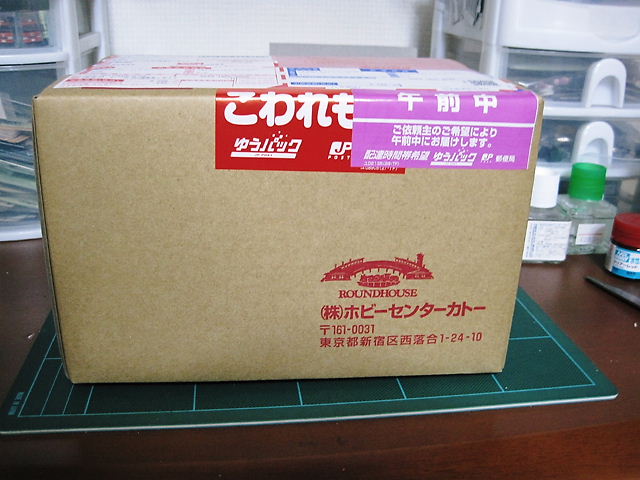 こわれも
ゆうパック
JP POST
午前中
ご依頼主のご希望により
午前中にお届けします。
配達時間帯希望 ゆうパック JP 郵便局
ROUNDHOUSE
(株)ホビーセンターカトー
〒161-0031
東京都新宿区西落合1-24-10